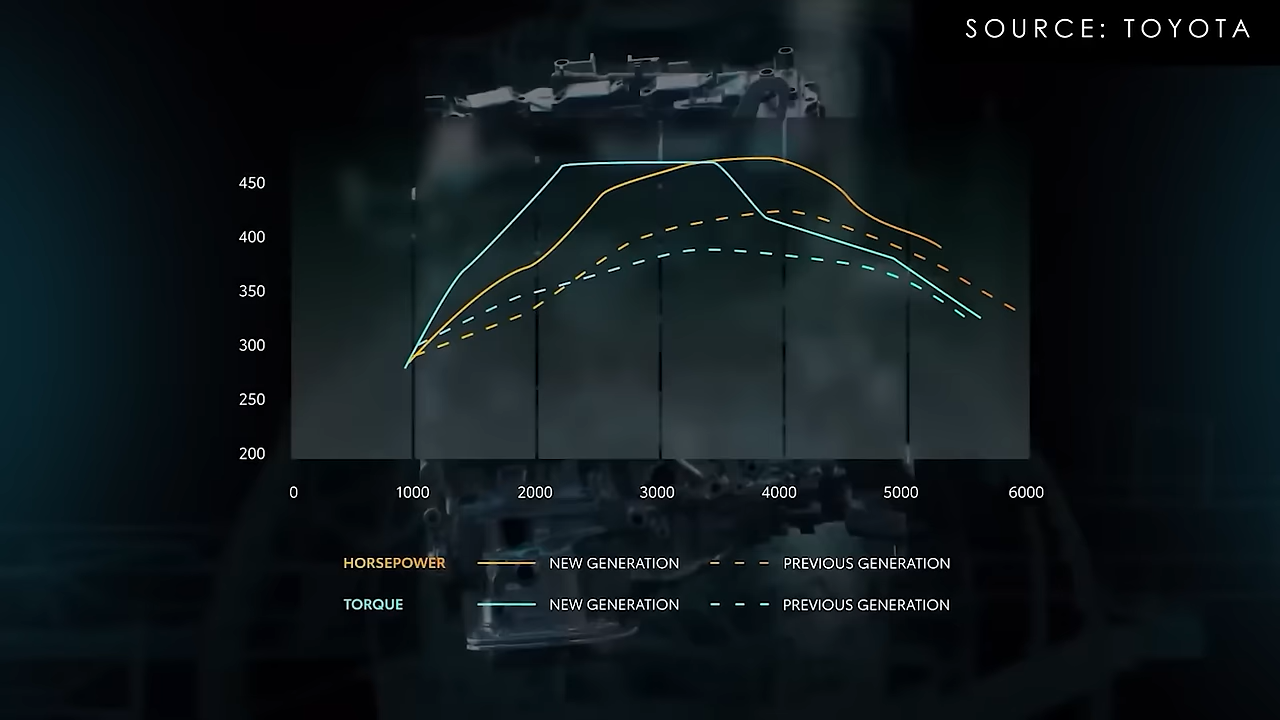 SOURCE: TOYOTA
450
400
350
300
250
200
0 1000 2000 3000 4000 5000 6000
HORSEPOWER NEW GENERATION PREVIOUS GENERATION
TORQUE NEW GENERATION PREVIOUS GENERATION